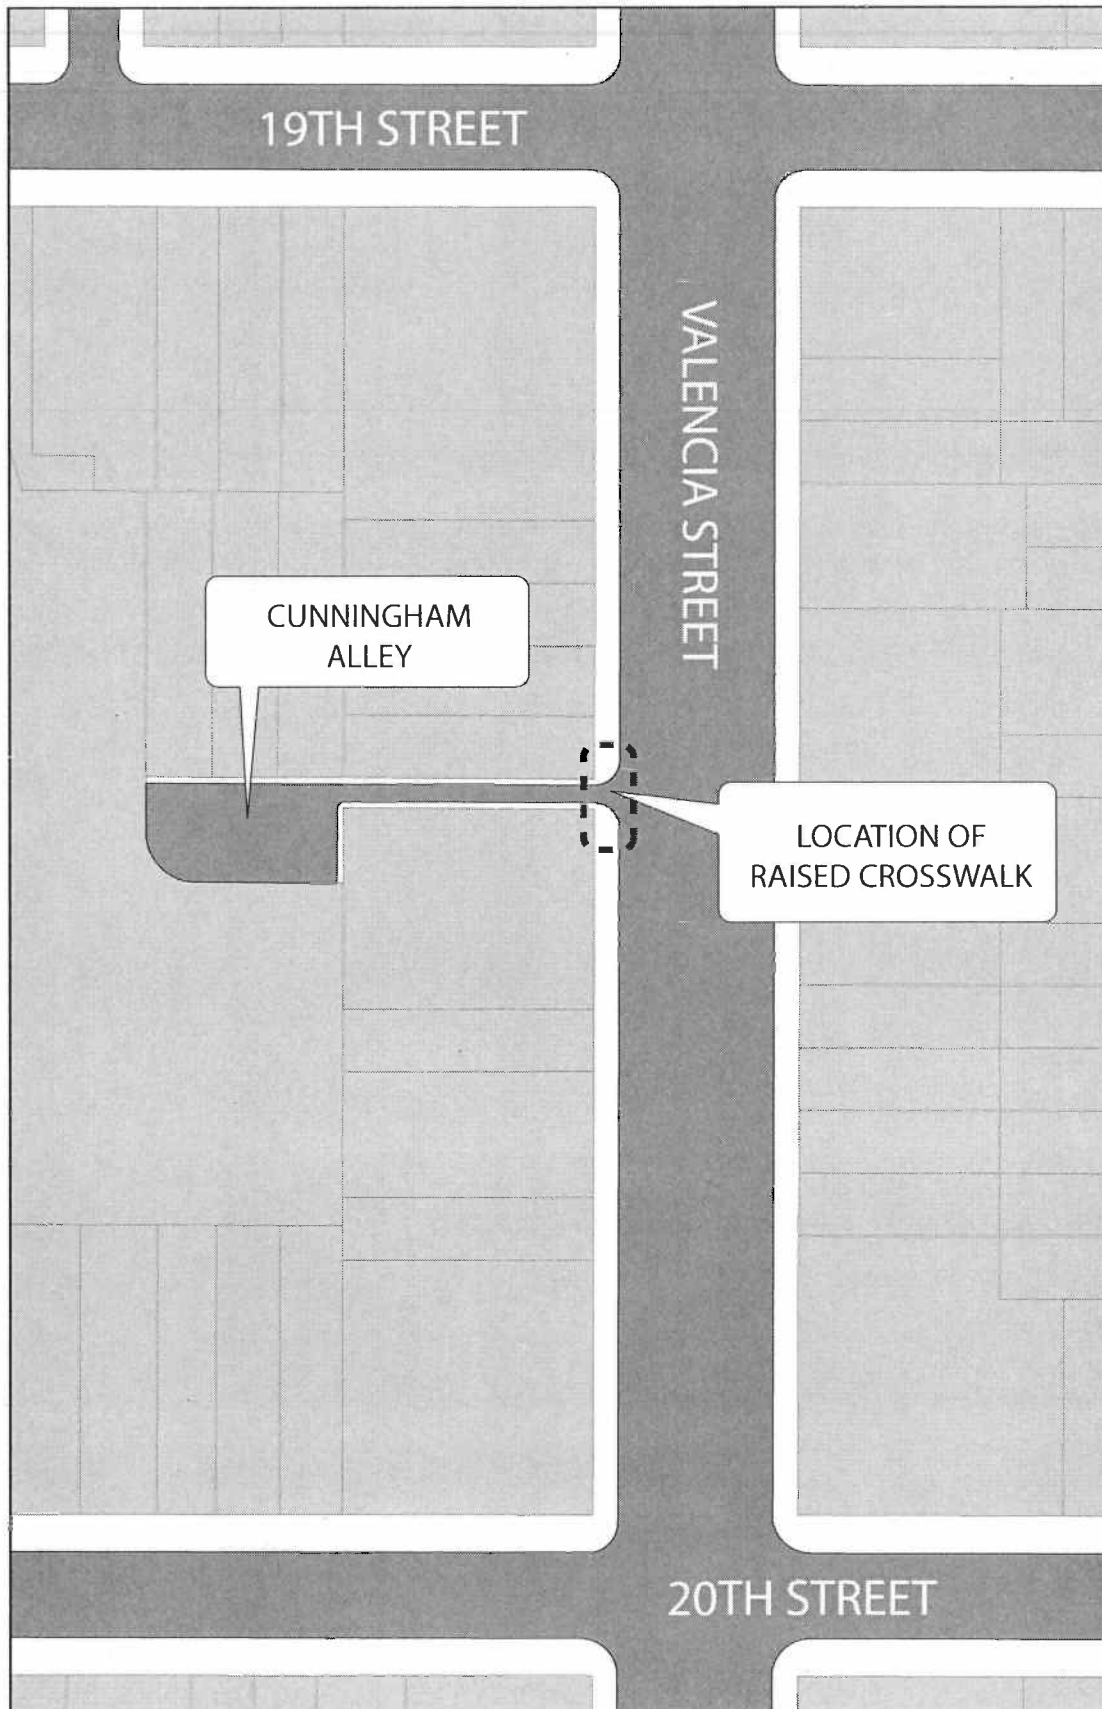 19TH STREET
VALENCIA STREET
CUNNINGHAM
ALLEY
LOCATION OF
RAISED CROSSWALK
20TH STREET